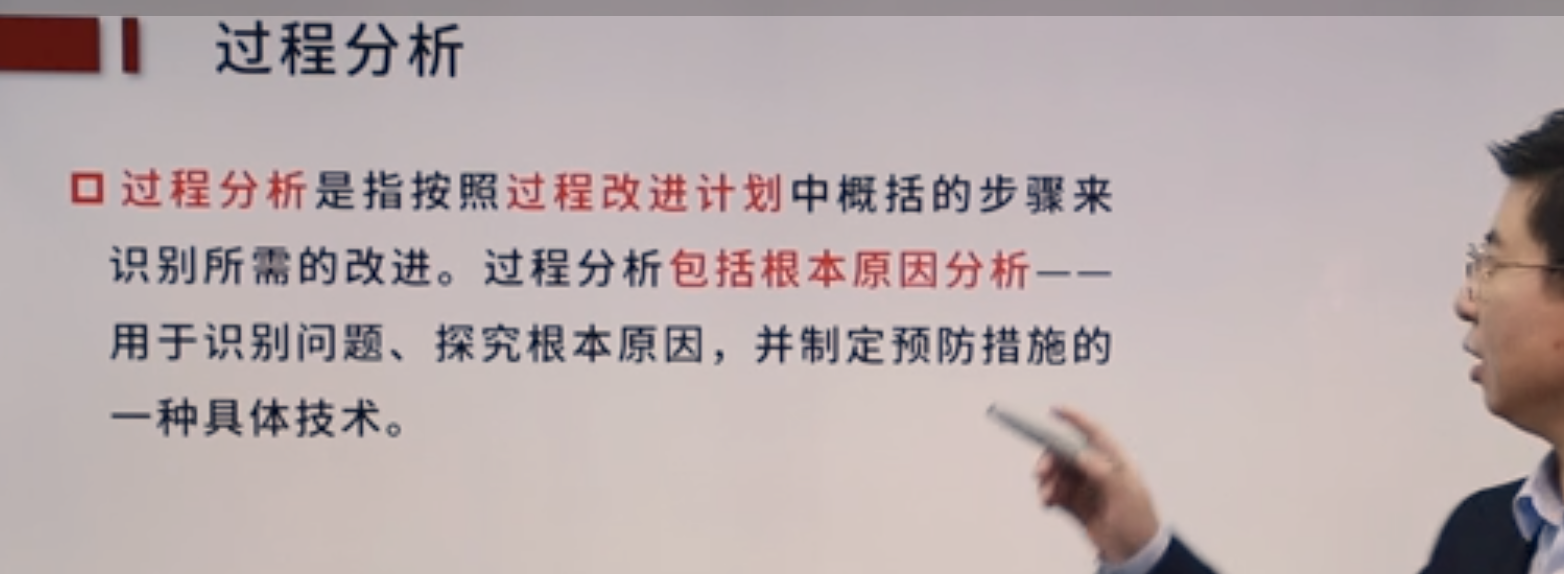 过程分析
过程分析是指按照过程改进计划中概括的步骤来
识别所需的改进。过程分析包括根本原因分析——
用于识别问题、探究根本原因，并制定预防措施的
一种具体技术。